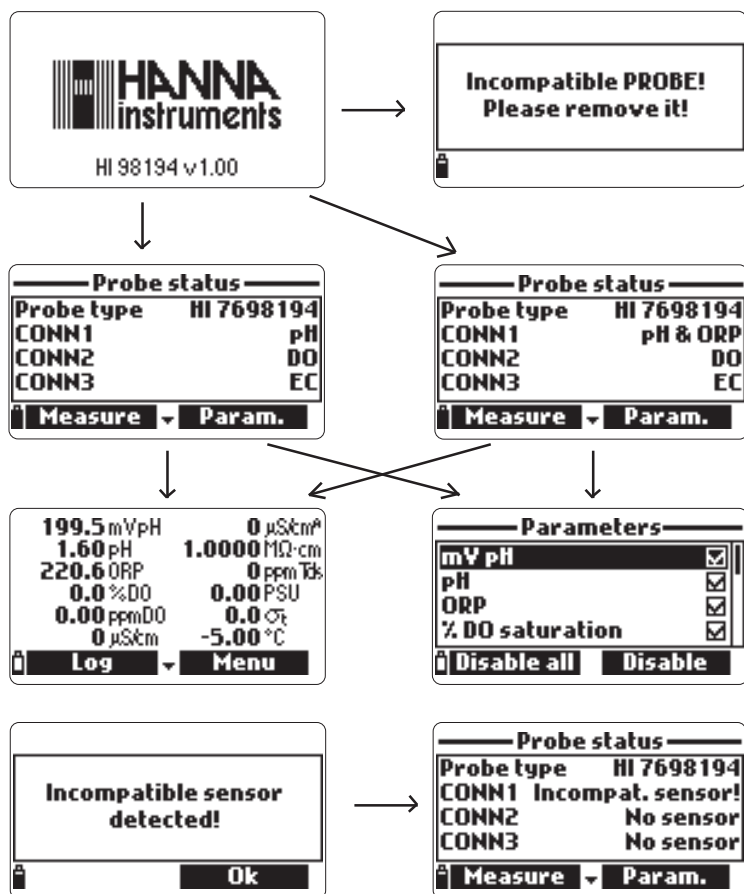 HANNA
instruments
HI 98194 v1.00
Incompatible PROBE!
Please remove it!
Probe status
Probe type HI 7698194
CONN1 pH
CONN2 DO
CONN3 EC
Measure Param.
Probe status
Probe type HI 7698194
CONN1 pH & ORP
CONN2 DO
CONN3 EC
Measure Param.
199.5 mVpH 0 µS/cmᴬ
1.60 pH 1.0000 MΩ·cm
220.6 ORP 0 ppm Tds
0.0 %DO 0.00 PSU
0.00 ppmDO 0.0 σt
0 µS/cm -5.00 °C
Log Menu
Parameters
mV pH
pH
ORP
% DO saturation
Disable all Disable
Incompatible sensor
detected!
Ok
Probe status
Probe type HI 7698194
CONN1 Incompat. sensor!
CONN2 No sensor
CONN3 No sensor
Measure Param.